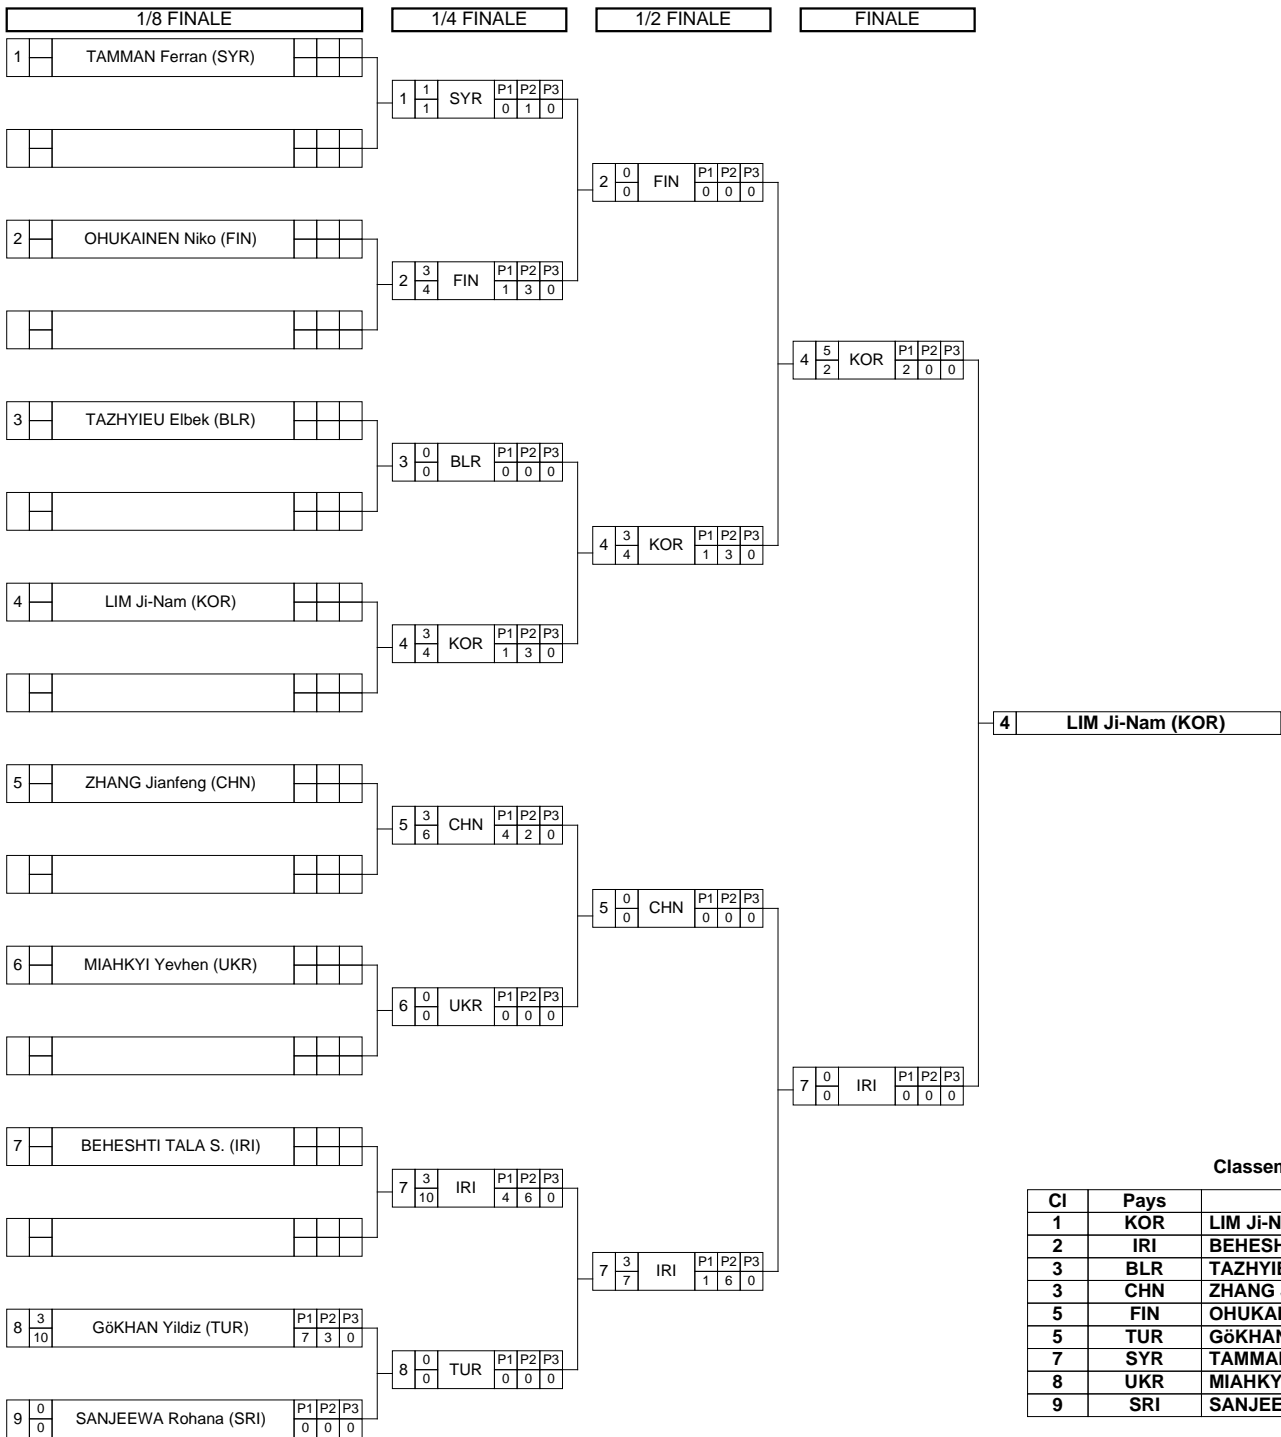 1/8 FINALE 1/4 FINALE 1/2 FINALE FINALE
1 TAMMAN Ferran (SYR)
1 1 SYR P1 P2 P3
1 0 1 0
2 0 FIN P1 P2 P3
0 0 0 0
2 OHUKAINEN Niko (FIN)
2 3 FIN P1 P2 P3
4 1 3 0
4 5 KOR P1 P2 P3
2 2 0 0
3 TAZHYIEU Elbek (BLR)
3 0 BLR P1 P2 P3
0 0 0 0
4 3 KOR P1 P2 P3
4 1 3 0
4 LIM Ji-Nam (KOR)
4 3 KOR P1 P2 P3
4 1 3 0
4 LIM Ji-Nam (KOR)
5 ZHANG Jianfeng (CHN)
5 3 CHN P1 P2 P3
6 4 2 0
5 0 CHN P1 P2 P3
0 0 0 0
6 MIAHKYI Yevhen (UKR)
6 0 UKR P1 P2 P3
0 0 0 0
7 0 IRI P1 P2 P3
0 0 0 0
7 BEHESHTI TALA S. (IRI)
7 3 IRI P1 P2 P3
10 4 6 0
7 3 IRI P1 P2 P3
7 1 6 0
8 3 GöKHAN Yildiz (TUR) P1 P2 P3
10 7 3 0
8 0 TUR P1 P2 P3
0 0 0 0
9 0 SANJEEWA Rohana (SRI) P1 P2 P3
0 0 0 0
Classem
Cl Pays
1 KOR LIM Ji-N
2 IRI BEHESH
3 BLR TAZHYIE
3 CHN ZHANG
5 FIN OHUKAI
5 TUR GöKHAN
7 SYR TAMMA
8 UKR MIAHKY
9 SRI SANJEE